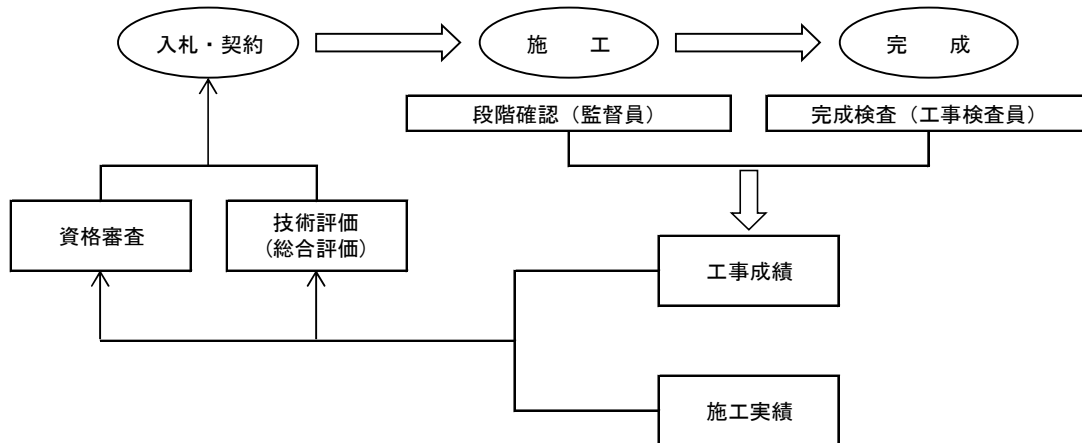 入札・契約
施　　工
完　　成
段階確認（監督員）
完成検査（工事検査員）
資格審査
技術評価
(総合評価)
工事成績
施工実績